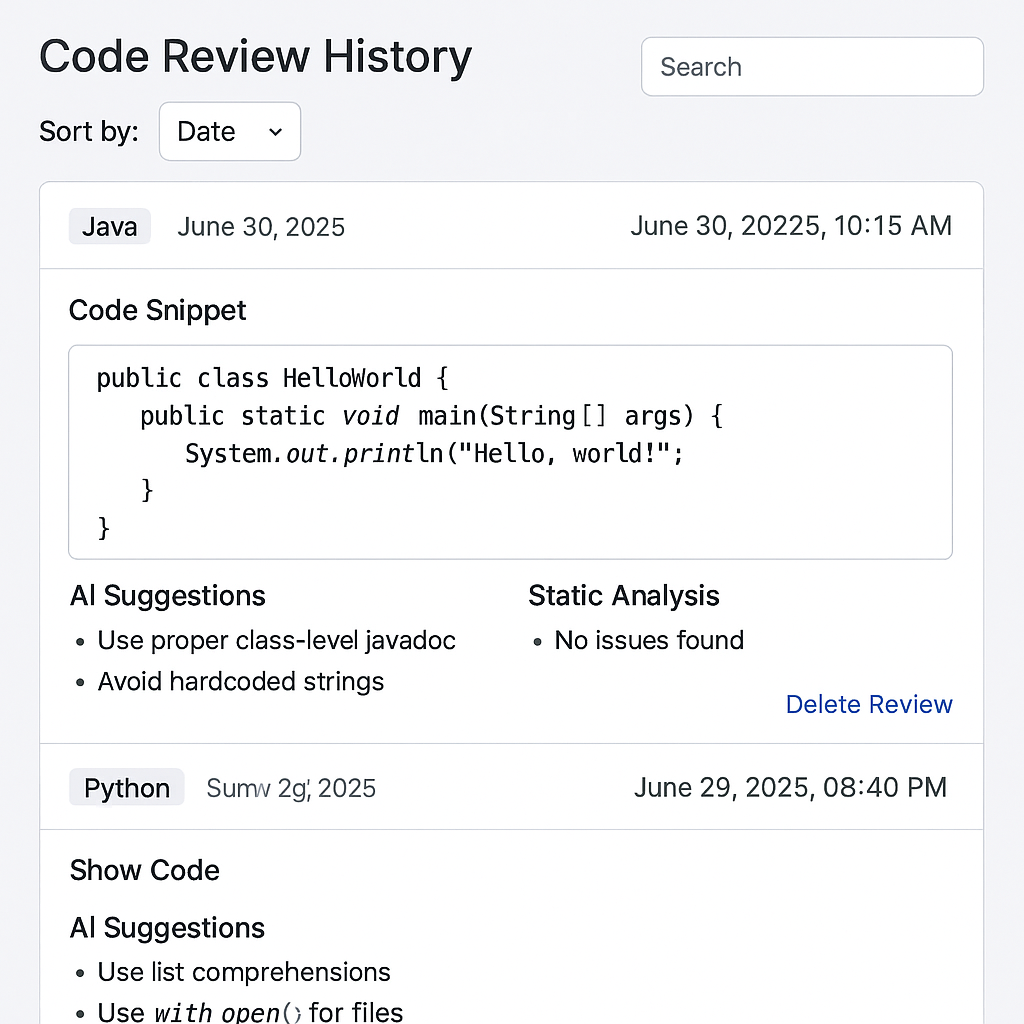 Code Review History
Search
Sort by: Date
Java June 30, 2025 June 30, 20225, 10:15 AM
Code Snippet
public class HelloWorld {
public static void main(String[] args) {
System.out.println("Hello, world!";
}
}
AI Suggestions
Use proper class-level javadoc
Avoid hardcoded strings
Static Analysis
No issues found
Delete Review
Python 2025 June 29, 2025, 08:40 PM
Show Code
AI Suggestions
Use list comprehensions
Use with open() for files